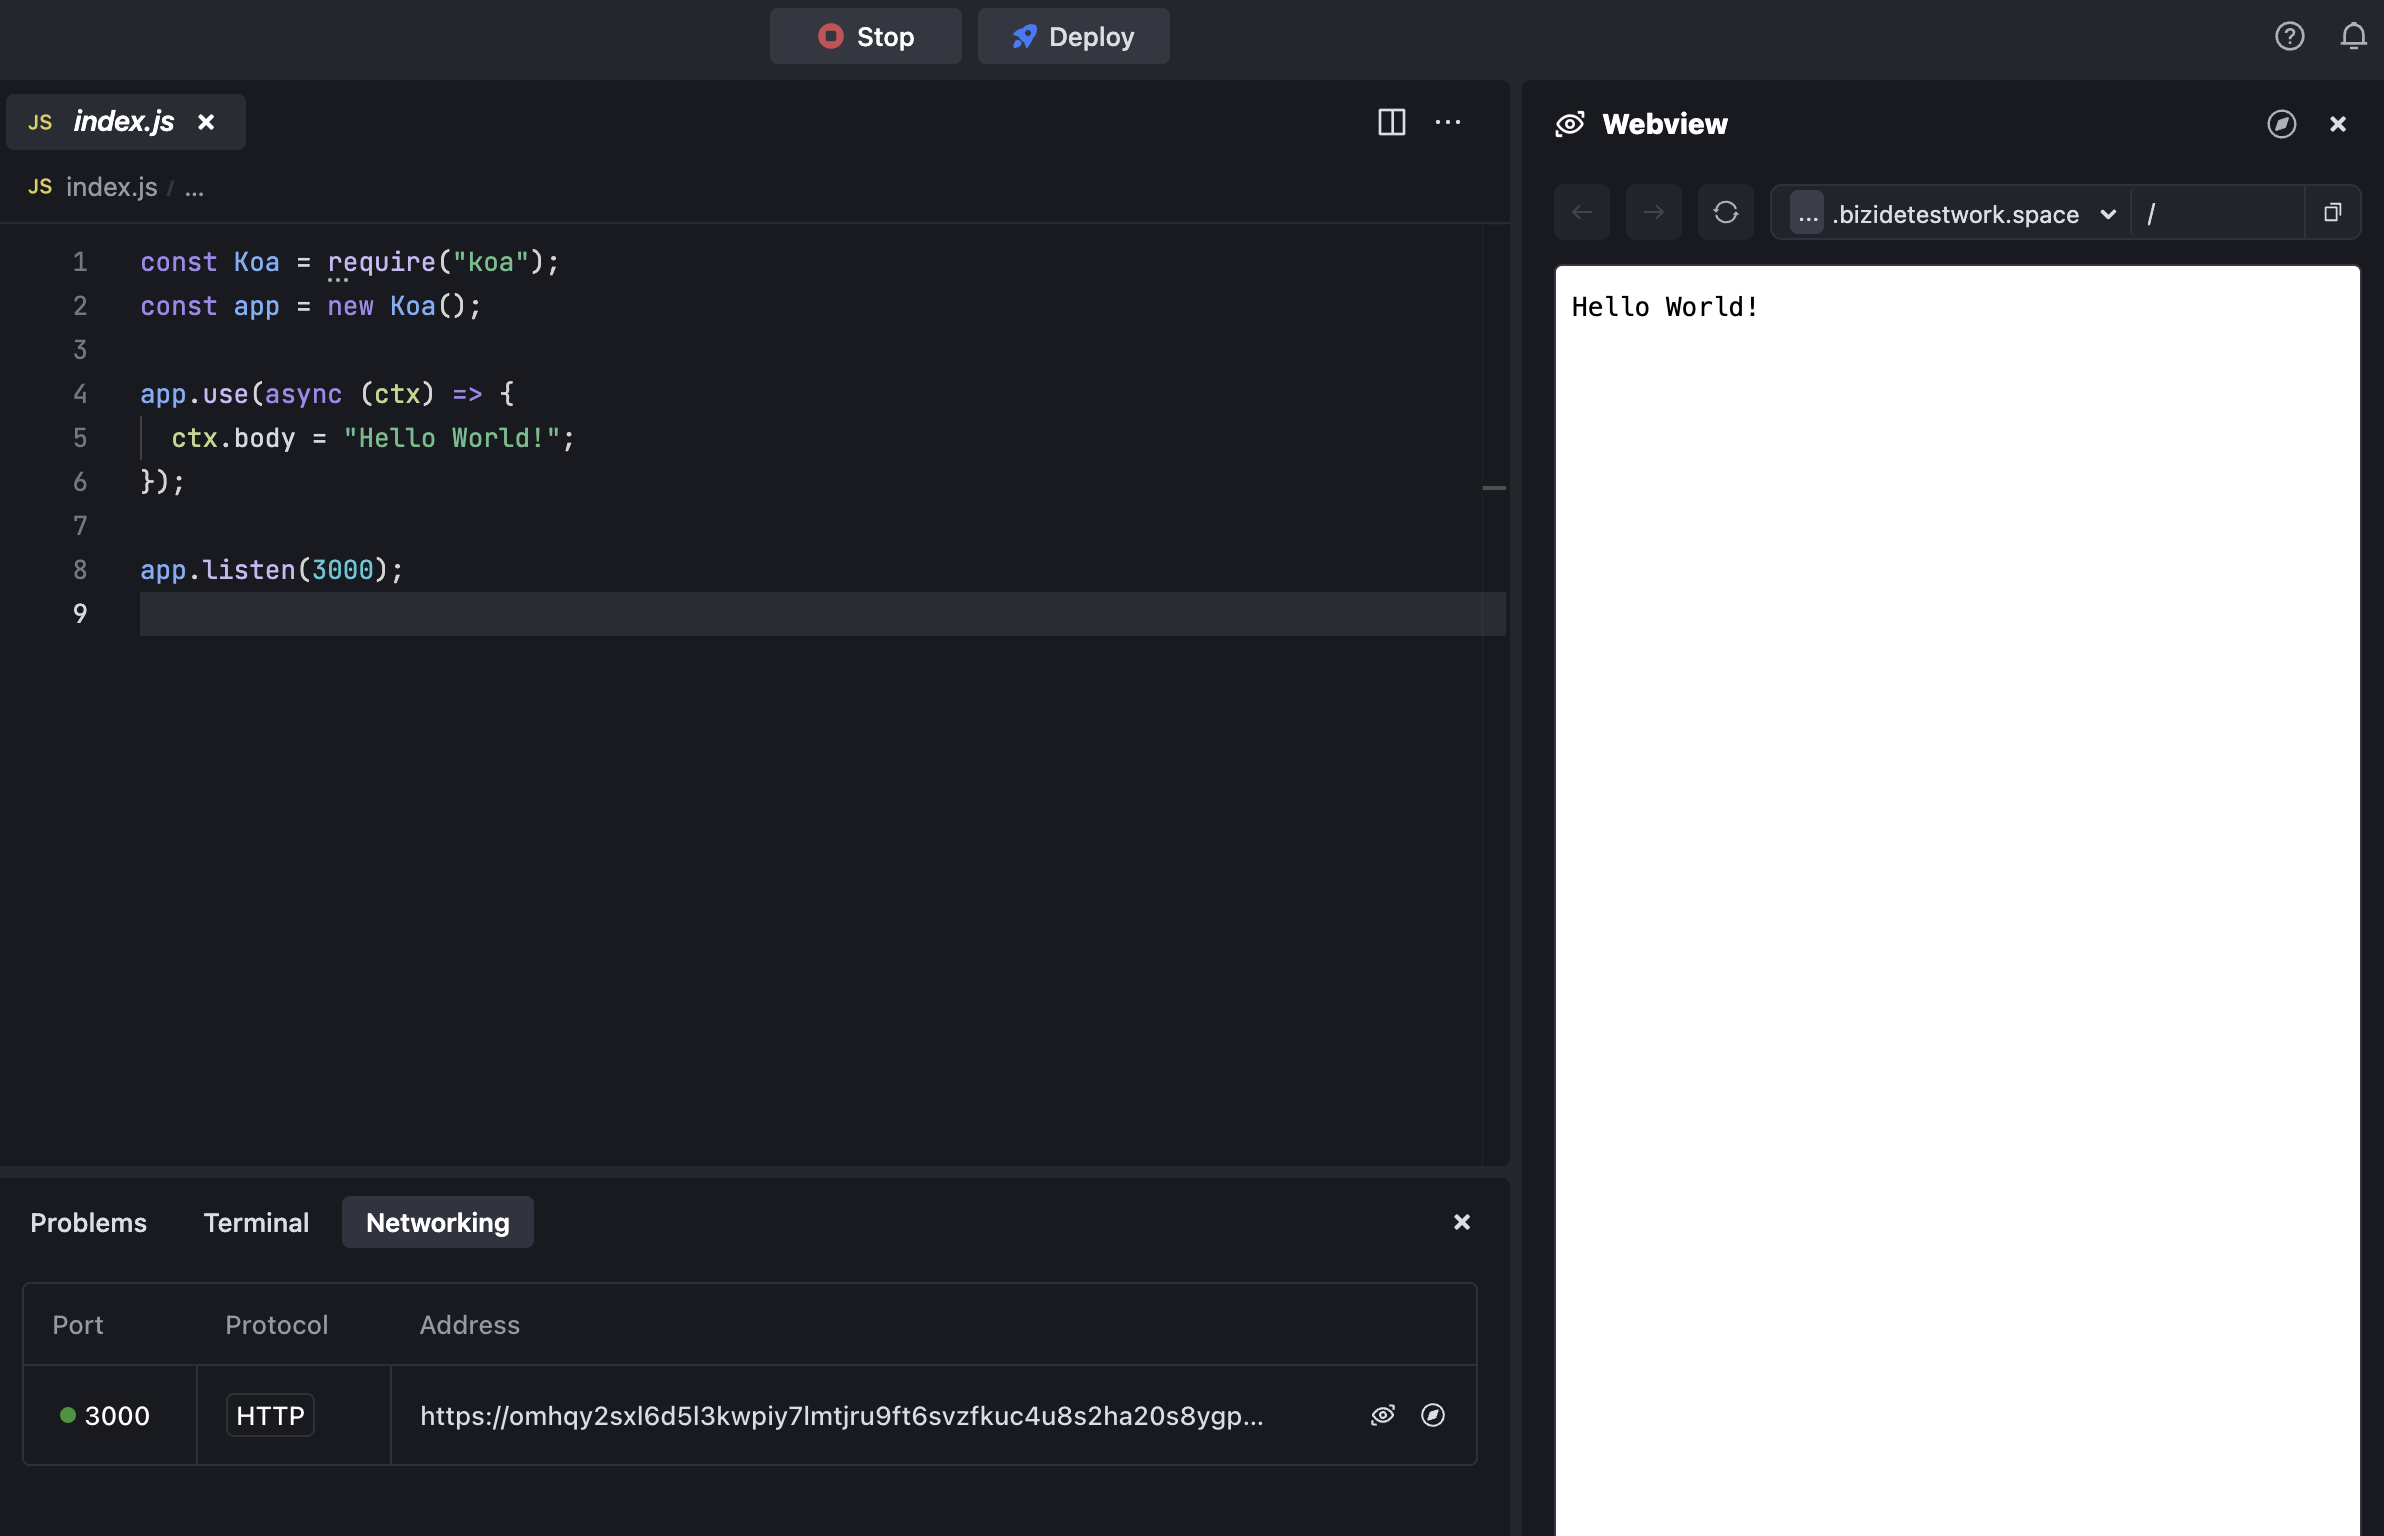 Stop Deploy
JS index.js
JS index.js / ...
1 const Koa = require("koa");
2 const app = new Koa();
3
4 app.use(async (ctx) => {
5 ctx.body = "Hello World!";
6 });
7
8 app.listen(3000);
9
Problems Terminal Networking
Port Protocol Address
3000 HTTP https://omhqy2sxl6d5l3kwpiy7lmtjru9ft6svzfkuc4u8s2ha20s8ygp...
Webview
... .bizidetestwork.space /
Hello World!